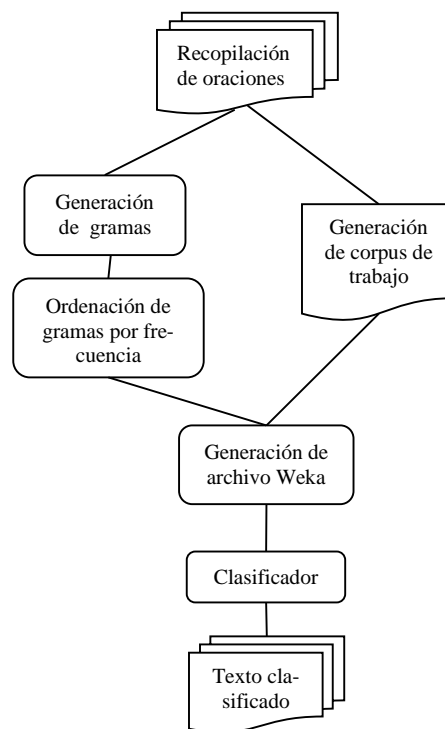 Recopilación
de oraciones
Generación
de gramas
Generación
de corpus de
trabajo
Ordenación de
gramas por fre-
cuencia
Generación de
archivo Weka
Clasificador
Texto cla-
sificado